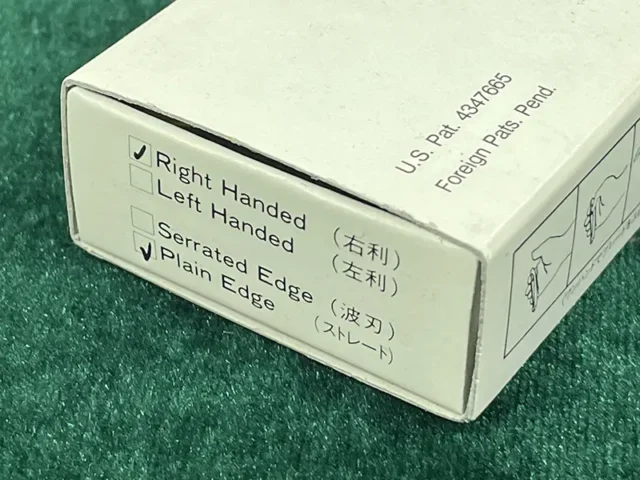 U.S. Pat. 4347665
Foreign Pats. Pend.
✓ Right Handed (右利)
Left Handed (左利)
Serrated Edge (波刃)
✓ Plain Edge (ストレート)